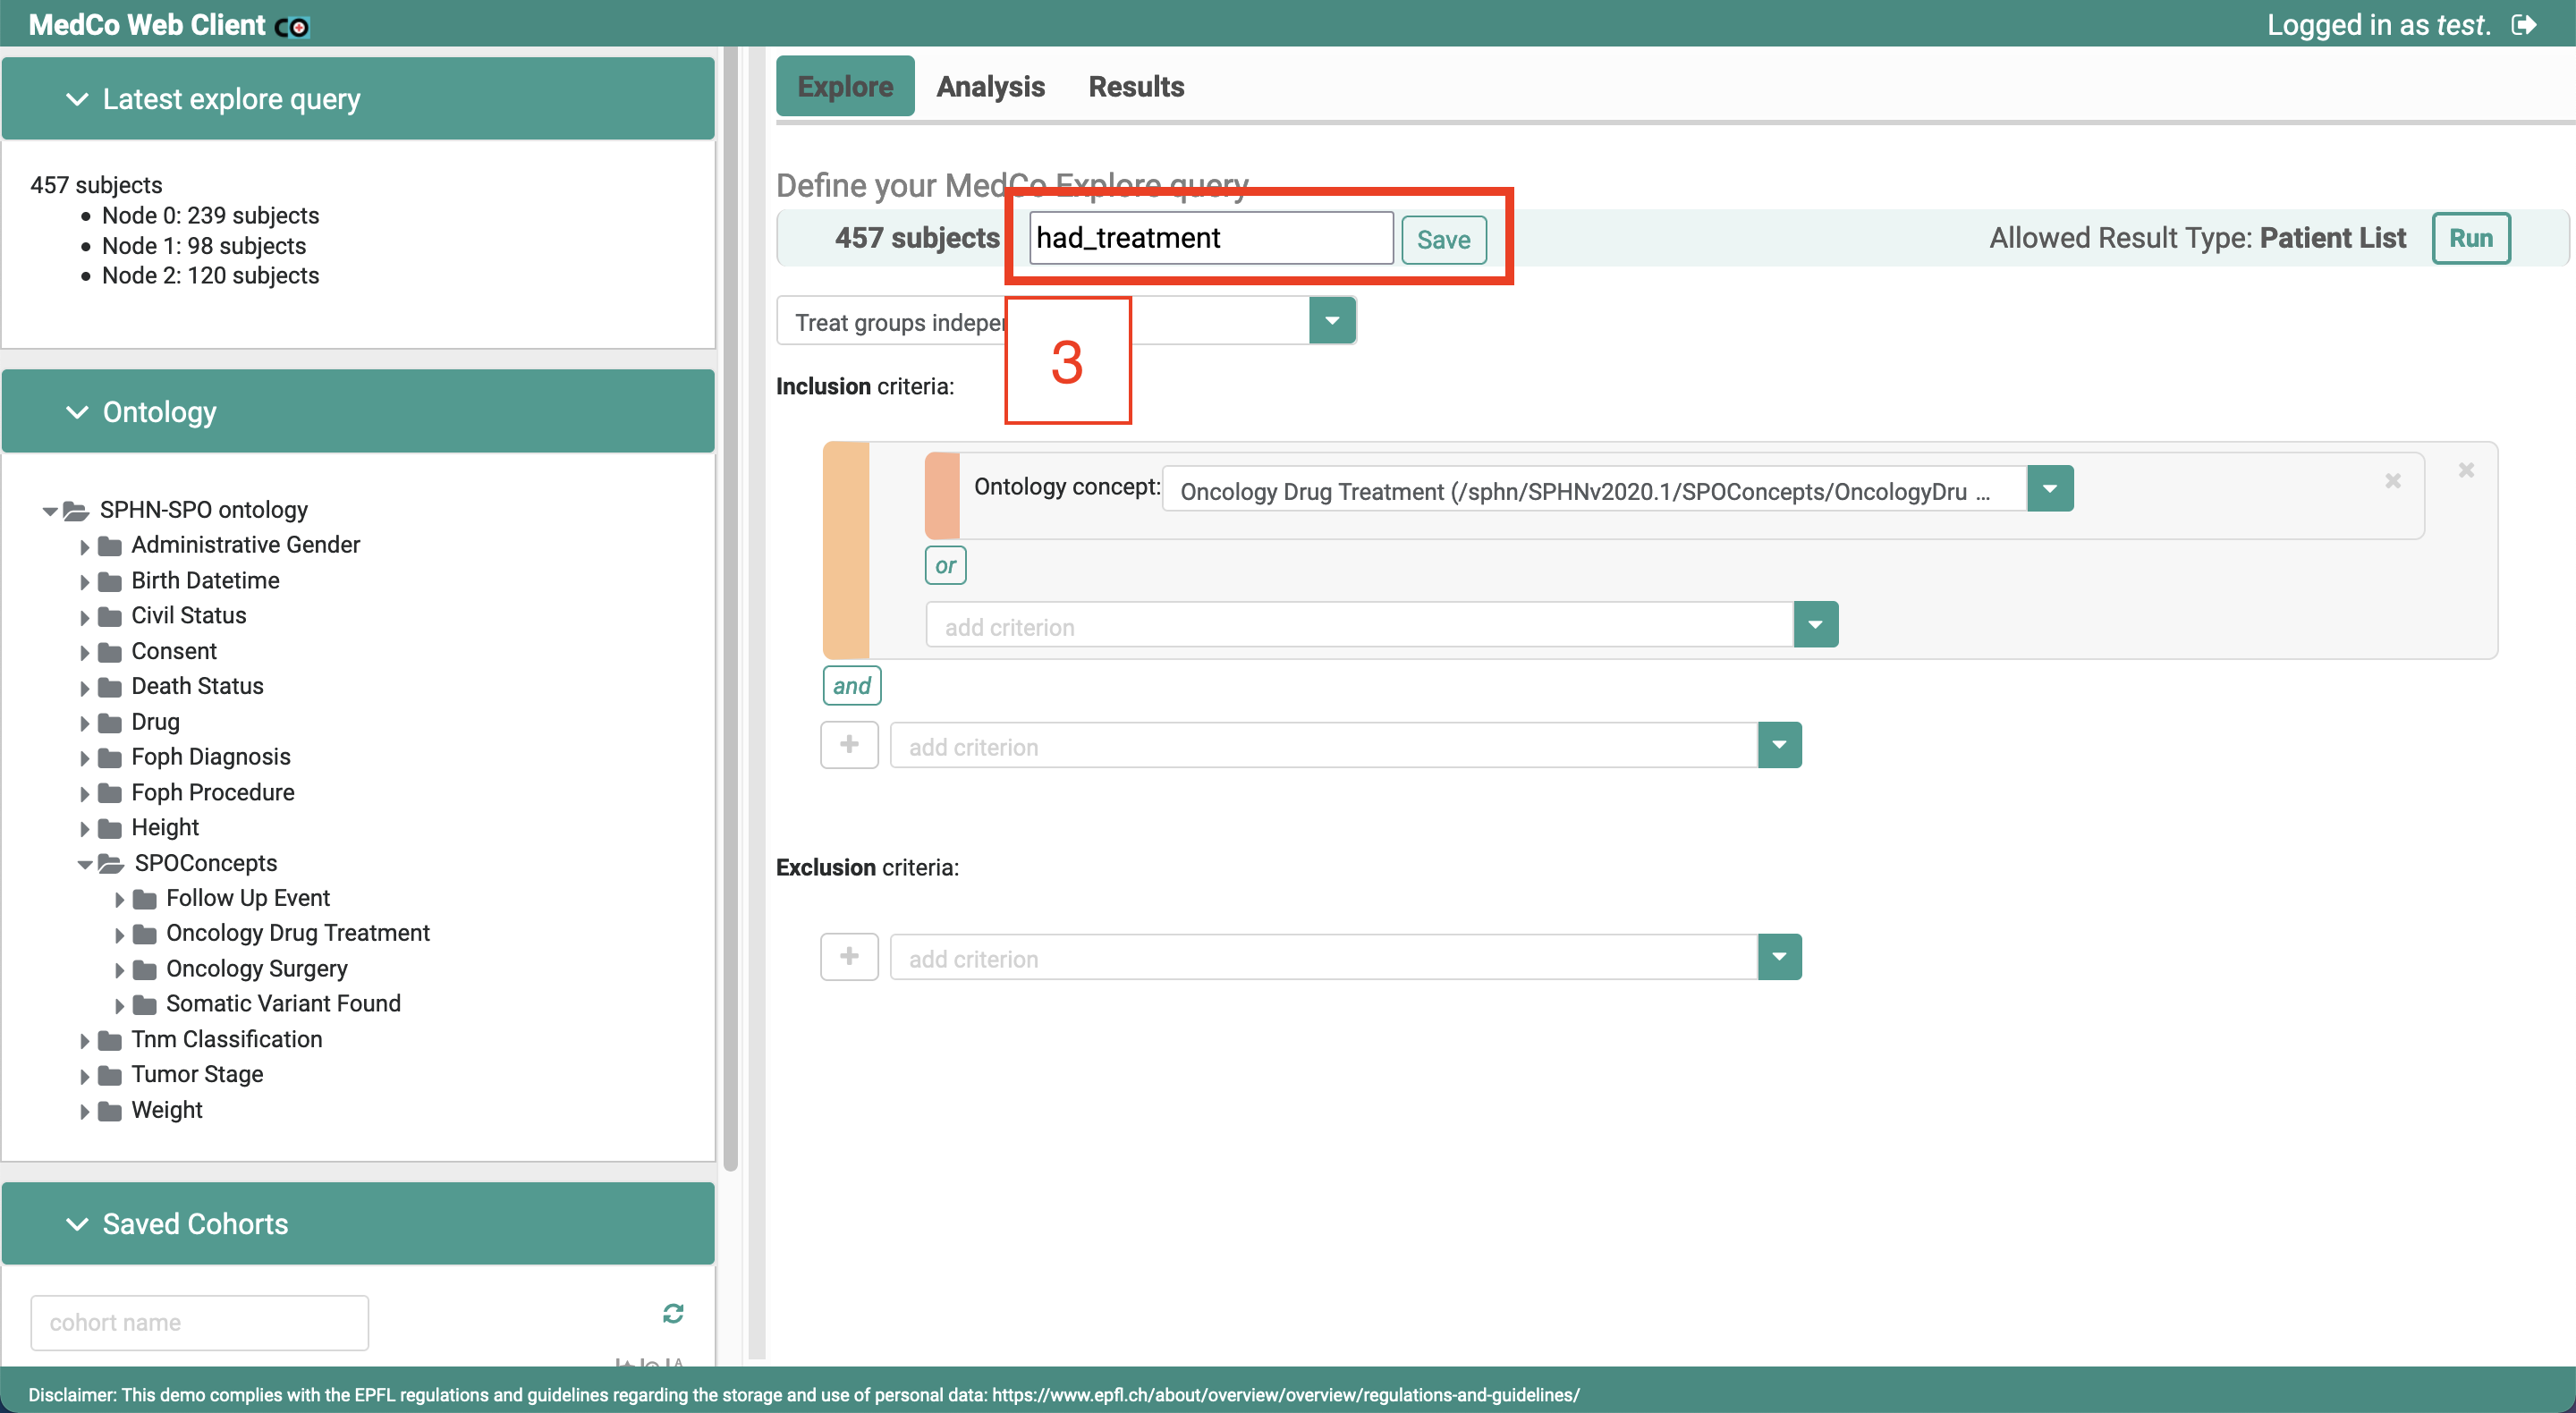 MedCo Web Client
Logged in as test.
Latest explore query
457 subjects
Node 0: 239 subjects
Node 1: 98 subjects
Node 2: 120 subjects
Ontology
SPHN-SPO ontology
Administrative Gender
Birth Datetime
Civil Status
Consent
Death Status
Drug
Foph Diagnosis
Foph Procedure
Height
SPOConcepts
Follow Up Event
Oncology Drug Treatment
Oncology Surgery
Somatic Variant Found
Tnm Classification
Tumor Stage
Weight
Saved Cohorts
cohort name
Explore Analysis Results
Define your MedCo Explore query
457 subjects had_treatment Save Allowed Result Type: Patient List Run
Treat groups indeper
3
Inclusion criteria:
Ontology concept: Oncology Drug Treatment (/sphn/SPHNv2020.1/SPOConcepts/OncologyDru ...
or
add criterion
and
+ add criterion
Exclusion criteria:
+ add criterion
Disclaimer: This demo complies with the EPFL regulations and guidelines regarding the storage and use of personal data: https://www.epfl.ch/about/overview/overview/regulations-and-guidelines/